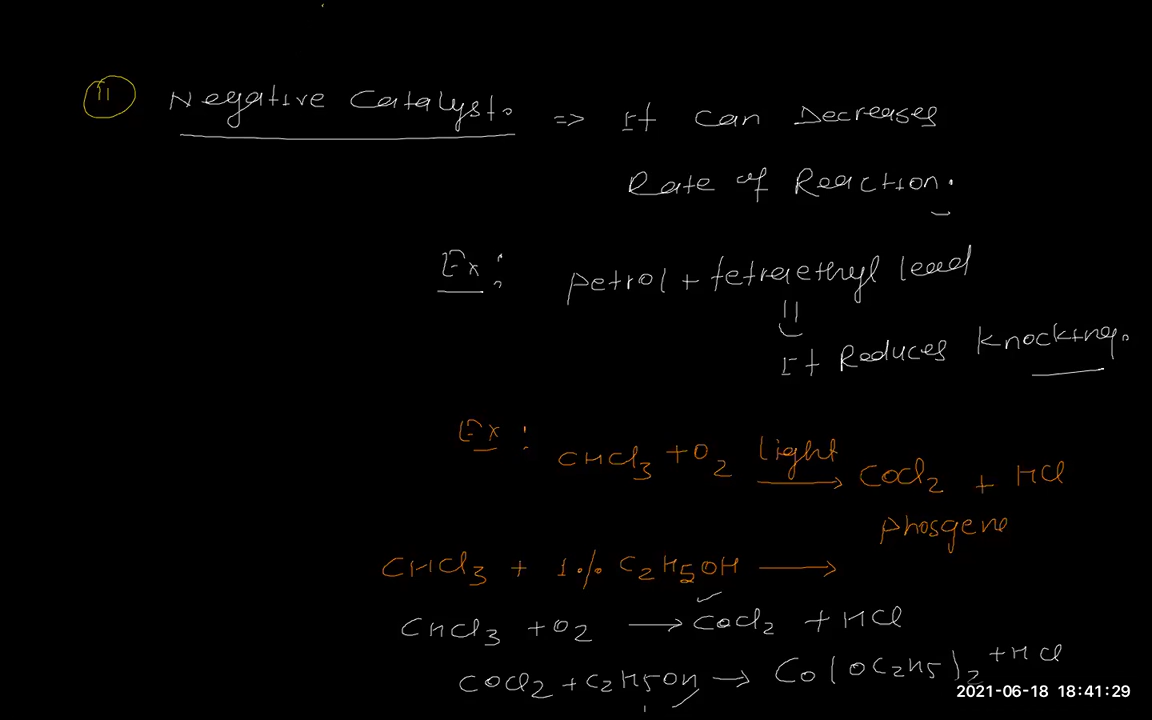 11 Negative Catalyst. => It can Decreases
Rate of Reaction.
Ex: petrol + tetraethyl lead
It Reduces knocking.
Ex: CHCl3 + O2 light → COCl2 + HCl
phosgene
CHCl3 + 1.% C2H5OH →
CHCl3 + O2 → COCl2 + HCl
COCl2 + C2H5OH → CO(OC2H5)2 + HCl
2021-06-18 18:41:29